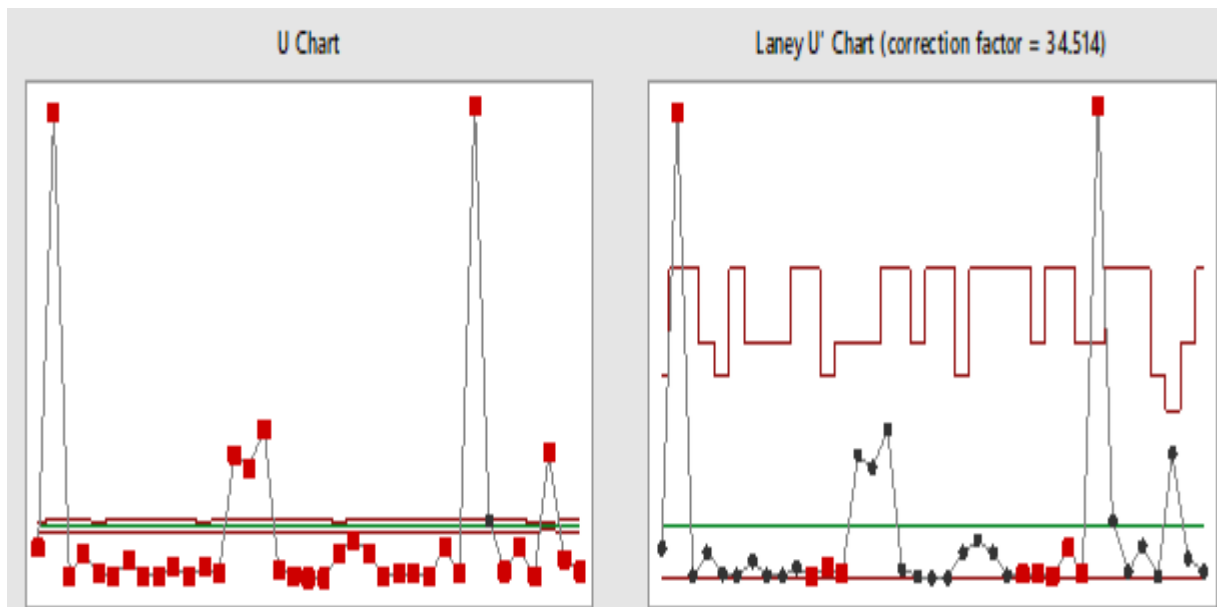 U Chart
Laney U' Chart (correction factor = 34.514)